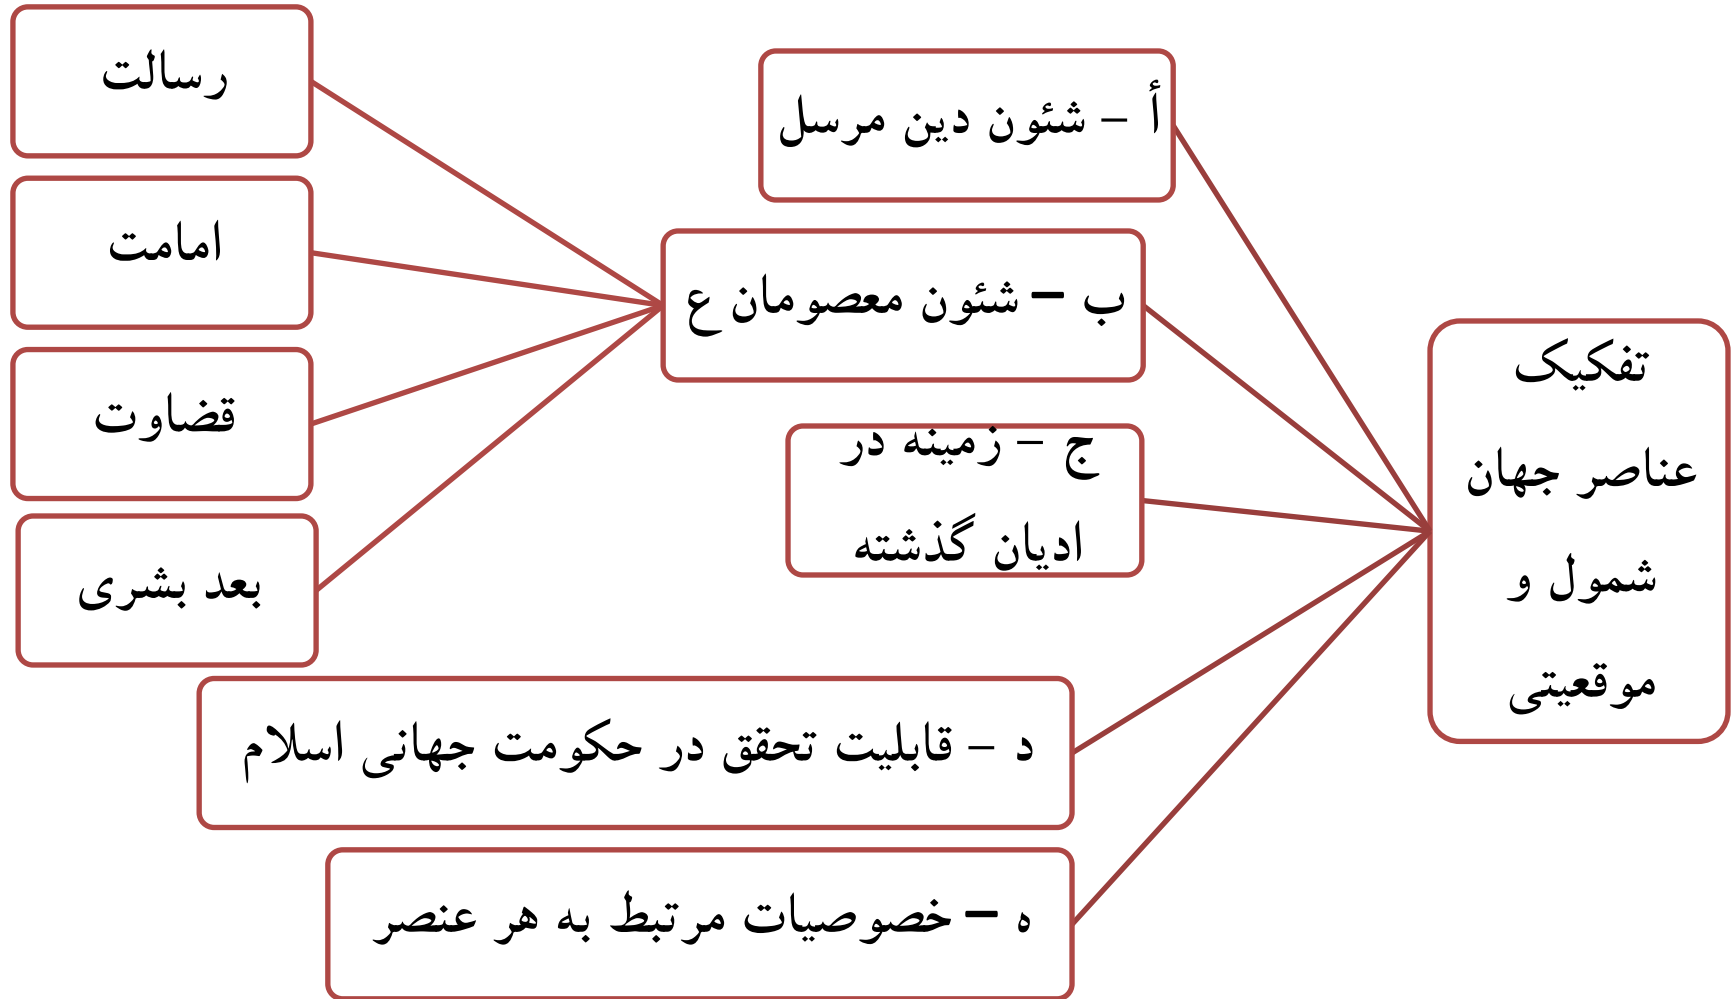 تفکیک
عناصر جهان
شمول و
موقعیتی
أ – شئون دین مرسل
ب – شئون معصومان ع
رسالت
امامت
قضاوت
بعد بشری
ج – زمینه در
ادیان گذشته
د – قابلیت تحقق در حکومت جهانی اسلام
ه – خصوصیات مرتبط به هر عنصر